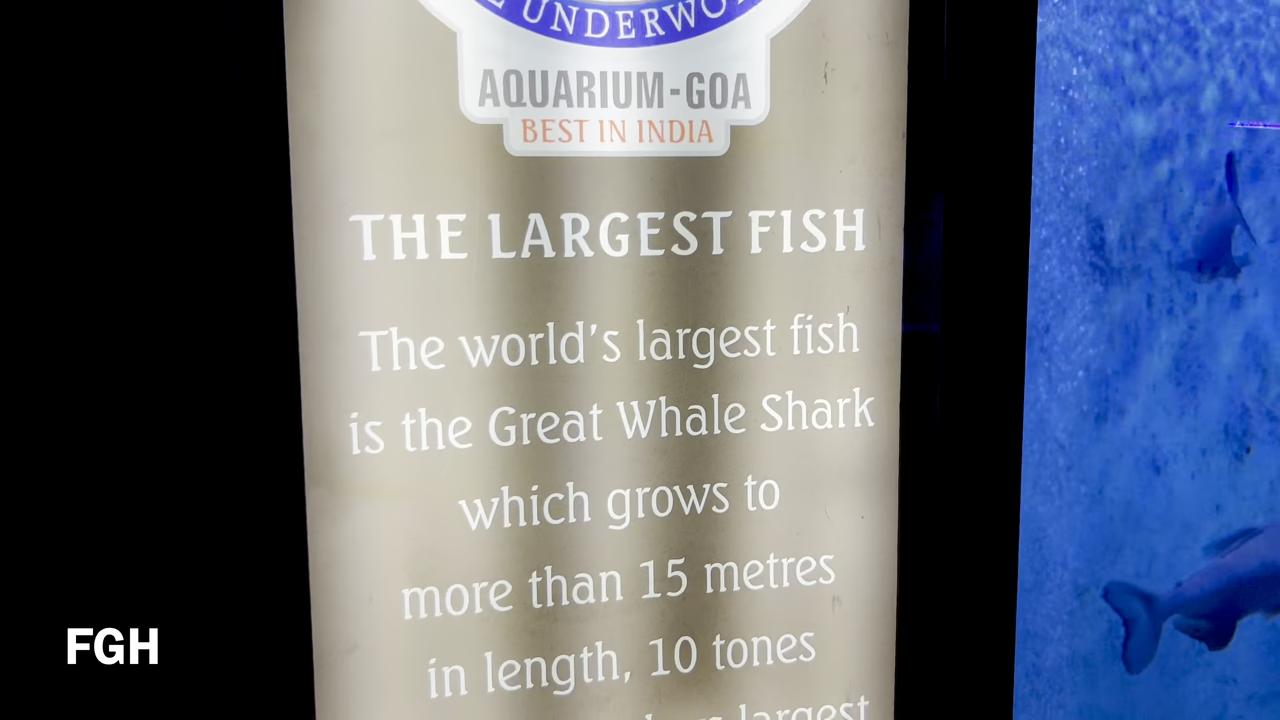 UNDERWO
AQUARIUM-GOA
BEST IN INDIA
THE LARGEST FISH
The world's largest fish
is the Great Whale Shark
which grows to
more than 15 metres
in length, 10 tones
largest
FGH